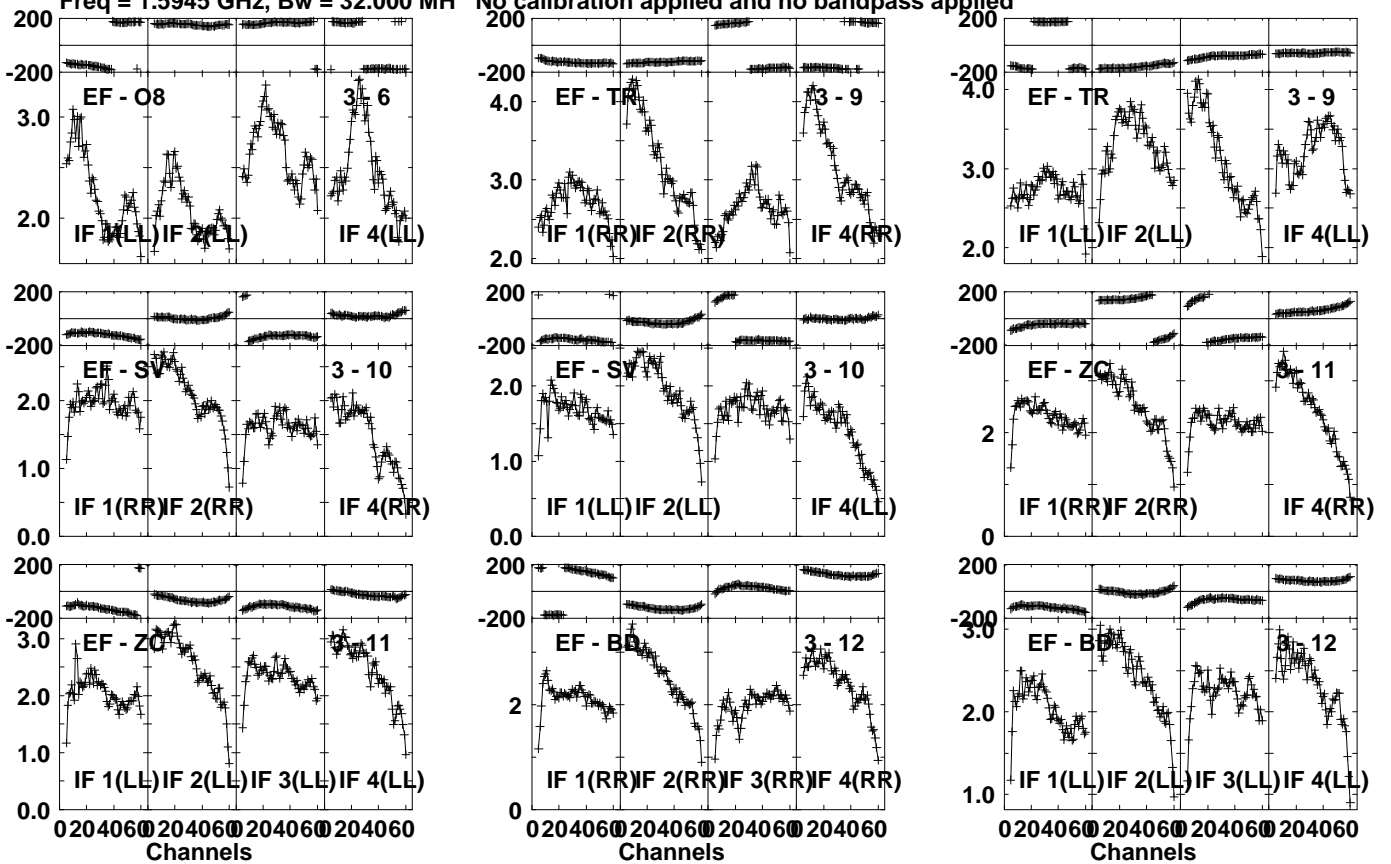 Freq = 1.5945 GHz, Bw = 32.000 MH No calibration applied and no bandpass applied
200 200 200
-200 -200 -200
EF - O8 3 - 6 EF - TR 3 - 9 EF - TR 3 - 9
3.0 4.0 4.0
3.0 3.0
2.0 2.0 2.0
IF 1(LL) IF 2(LL) IF 4(LL) IF 1(RR) IF 2(RR) IF 4(RR) IF 1(LL) IF 2(LL) IF 4(LL)
200 200 200
-200 -200 -200
EF - SV 3 - 10 EF - SV 3 - 10 EF - ZC 3 - 11
2.0 2.0 2
1.0 1.0
IF 1(RR) IF 2(RR) IF 4(RR) IF 1(LL) IF 2(LL) IF 4(LL) IF 1(RR) IF 2(RR) IF 4(RR)
0.0 0.0 0
200 200 200
-200 -200 -200
EF - ZC 3 - 11 EF - BD 3 - 12 EF - BD 3 - 12
3.0 3.0
2.0 2 2.0
1.0 1.0
IF 1(LL) IF 2(LL) IF 3(LL) IF 4(LL) IF 1(RR) IF 2(RR) IF 3(RR) IF 4(RR) IF 1(LL) IF 2(LL) IF 3(LL) IF 4(LL)
0.0 0
0 20 40 60 0 20 40 60 0 20 40 60 0 20 40 60 0 20 40 60 0 20 40 60 0 20 40 60 0 20 40 60 0 20 40 60 0 20 40 60 0 20 40 60 0 20 40 60
Channels Channels Channels